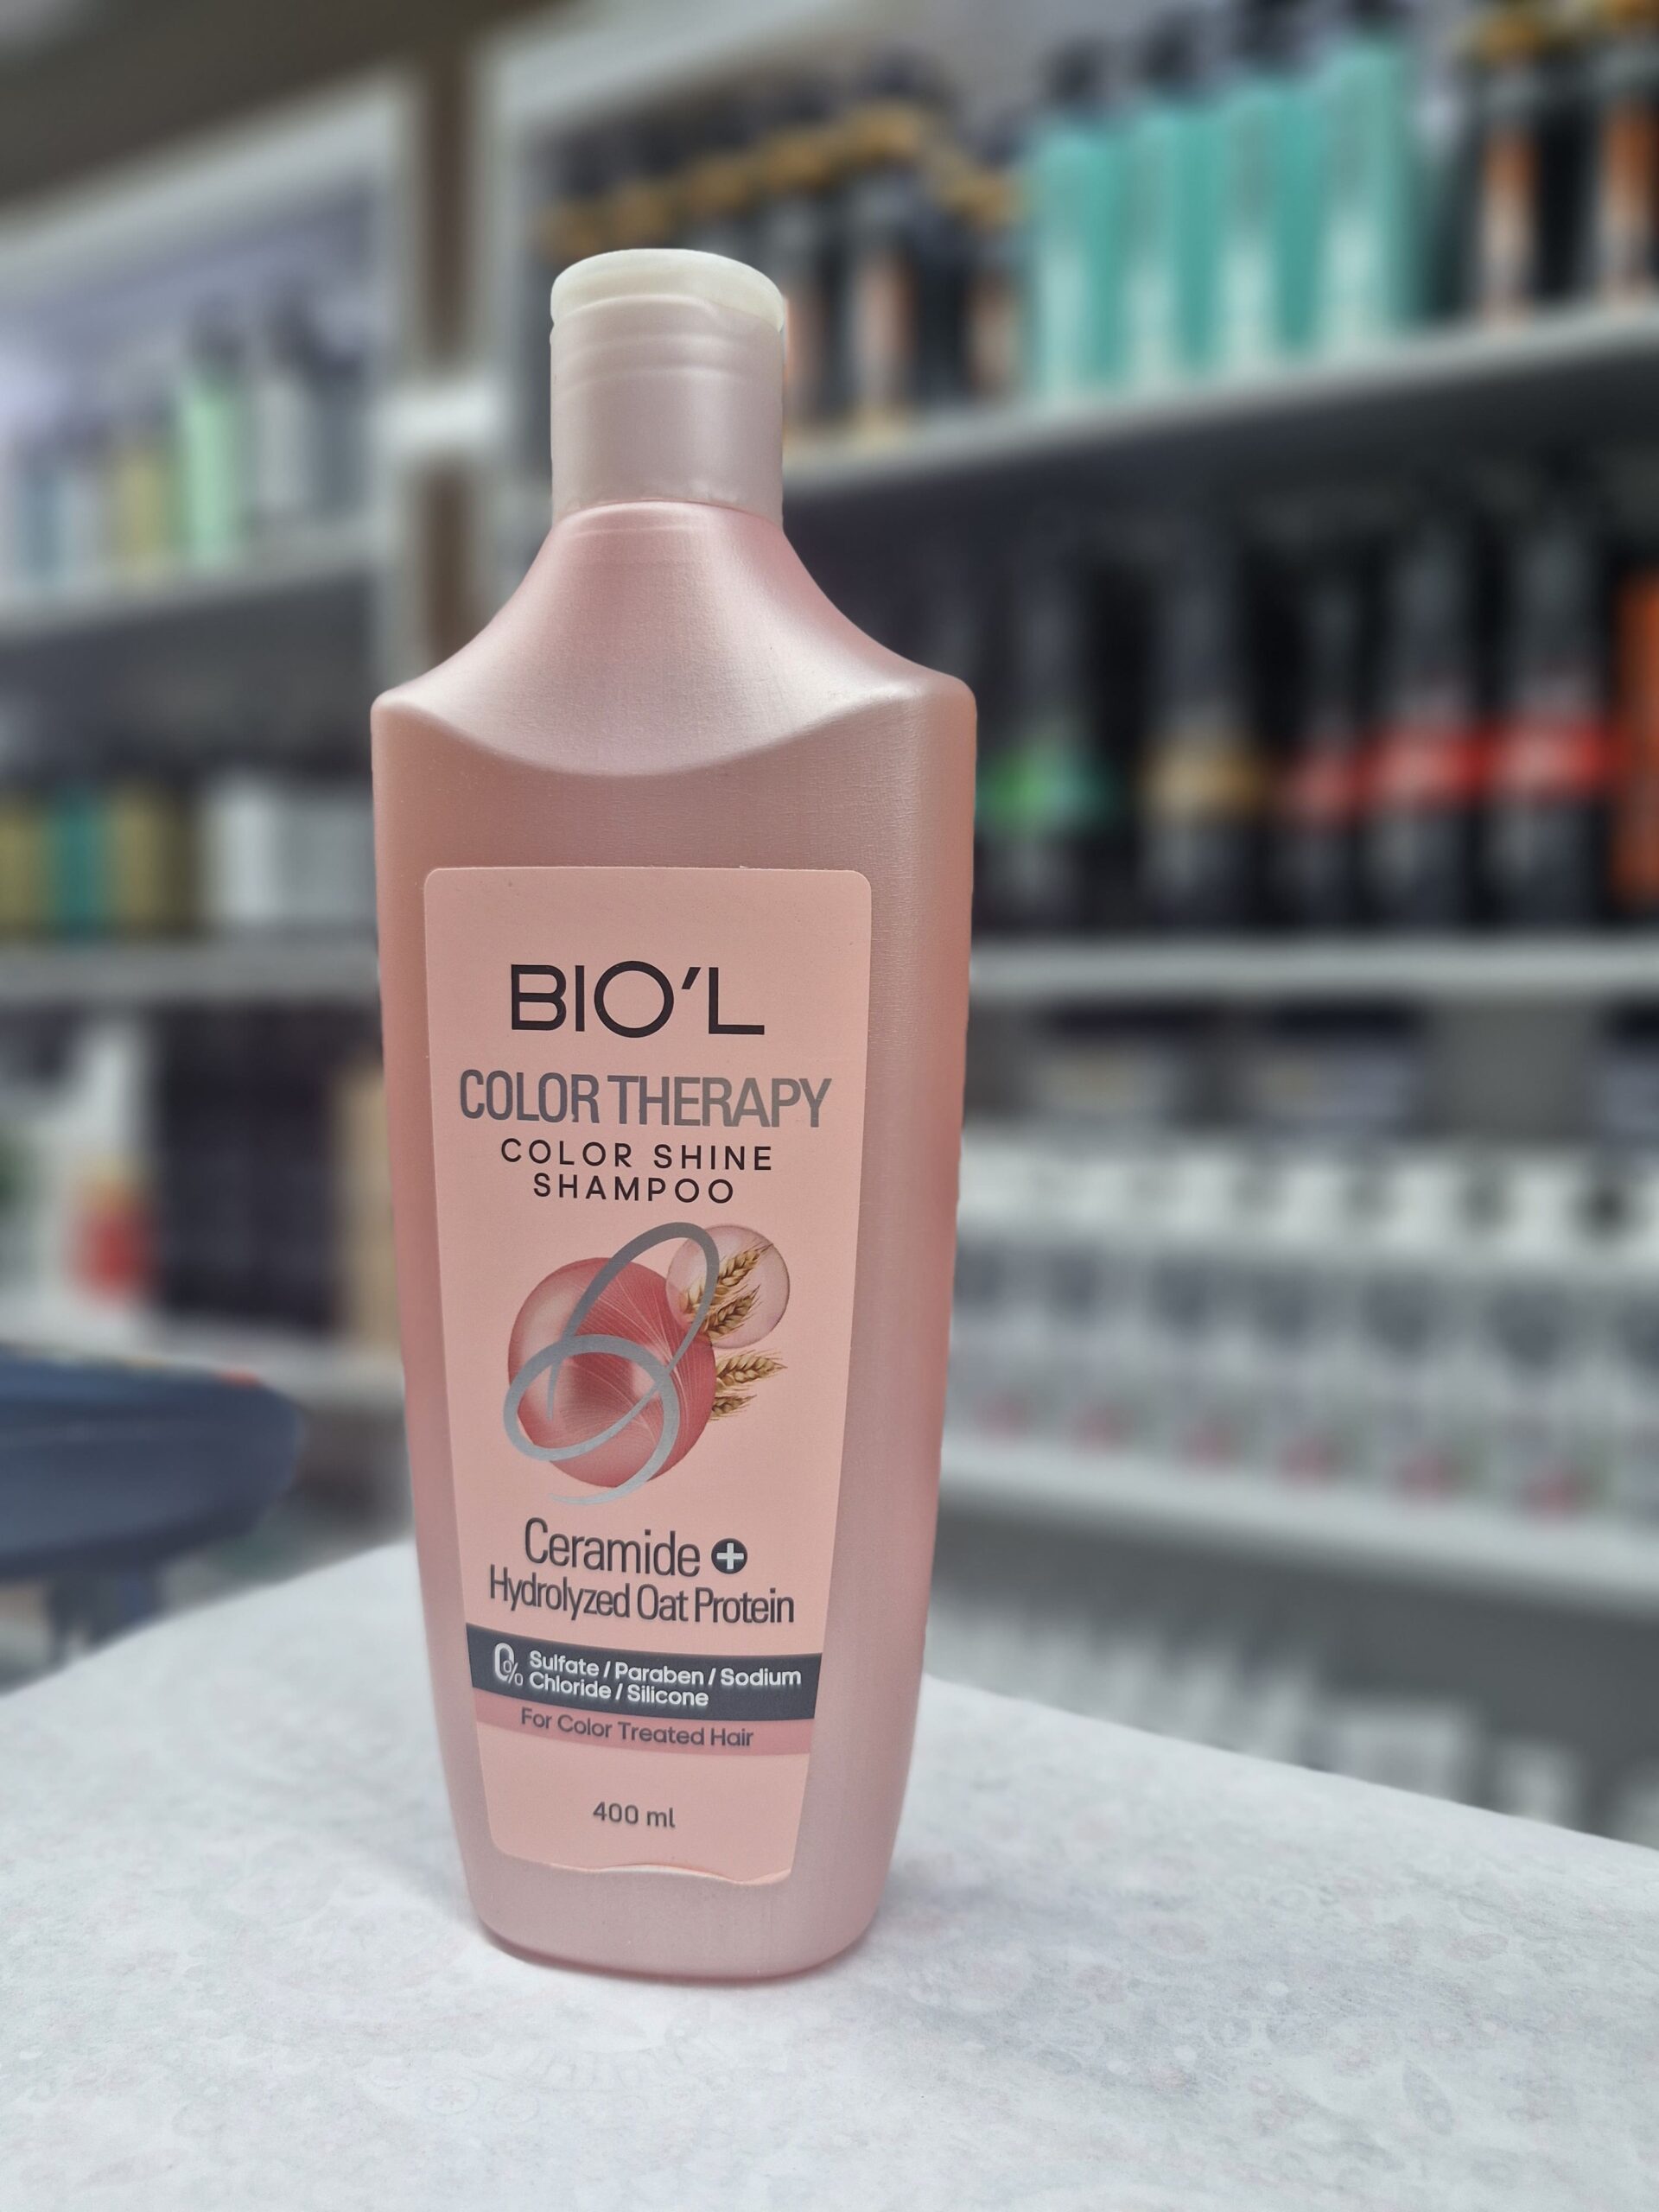 BIO'L
COLOR THERAPY
COLOR SHINE
SHAMPOO
Ceramide +
Hydrolyzed Oat Protein
0% Sulfate / Paraben / Sodium
Chloride / Silicone
For Color Treated Hair
400 ml